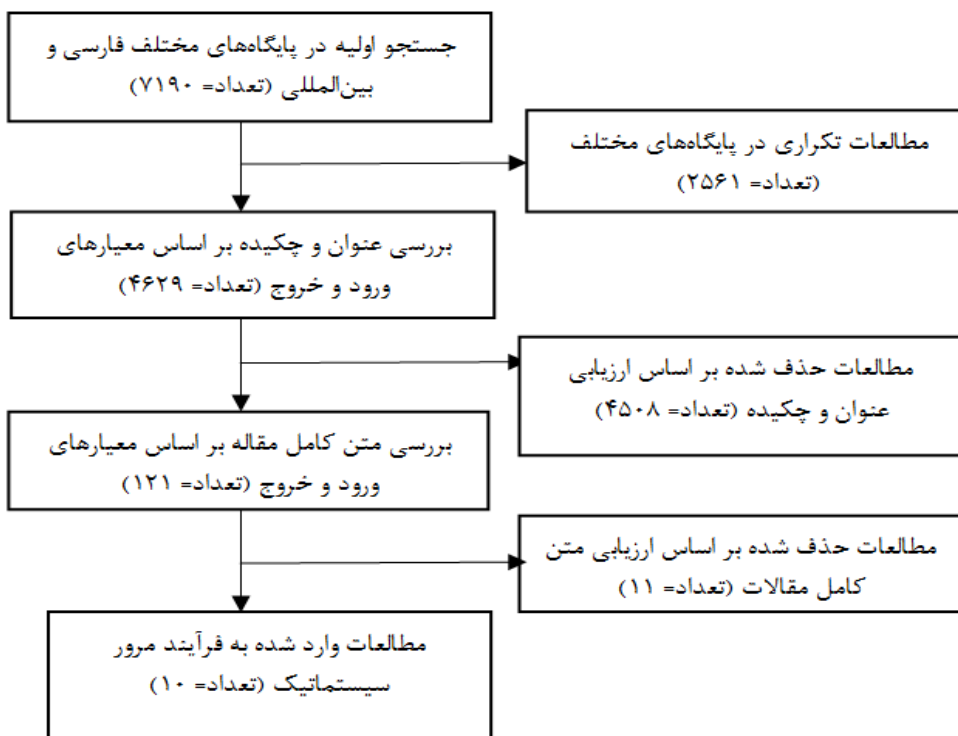 جستجو اولیه در پایگاه‌های مختلف فارسی و
بین‌المللی (تعداد= ۷۱۹۰)
مطالعات تکراری در پایگاه‌های مختلف
(تعداد= ۲۵۶۱)
بررسی عنوان و چکیده بر اساس معیارهای
ورود و خروج (تعداد= ۴۶۲۹)
مطالعات حذف شده بر اساس ارزیابی
عنوان و چکیده (تعداد= ۴۵۰۸)
بررسی متن کامل مقاله بر اساس معیارهای
ورود و خروج (تعداد= ۱۲۱)
مطالعات حذف شده بر اساس ارزیابی متن
کامل مقالات (تعداد= ۱۱)
مطالعات وارد شده به فرآیند مرور
سیستماتیک (تعداد= ۱۰)